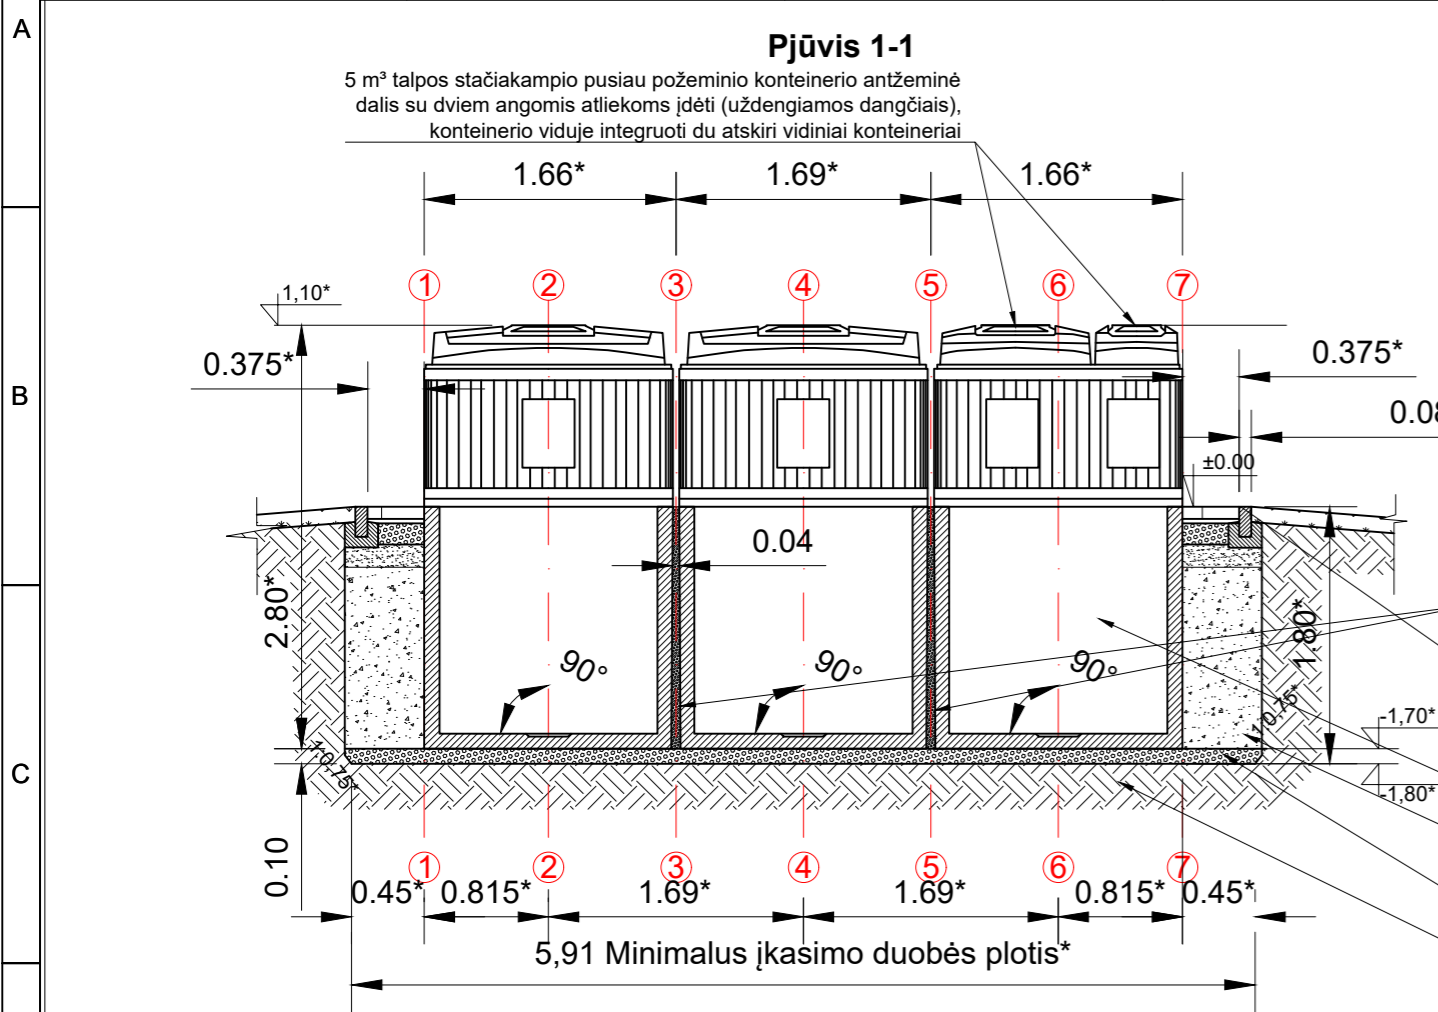 A
Pjūvis 1-1
5 m³ talpos stačiakampio pusiau požeminio konteinerio antžeminė
dalis su dviem angomis atliekoms įdėti (uždengiamos dangčiais),
konteinerio viduje integruoti du atskiri vidiniai konteineriai
1.66* 1.69* 1.66*
1 2 3 4 5 6 7
1,10*
0.375* 0.375*
B
0.08
±0.00
0.04
2.80*
1.80*
90° 90° 90°
1:0,75* 1:0,75*
-1,70*
C
-1,80*
0.10
1 2 3 4 5 6 7
0.45* 0.815* 1.69* 1.69* 0.815* 0.45*
5,91 Minimalus įkasimo duobės plotis*